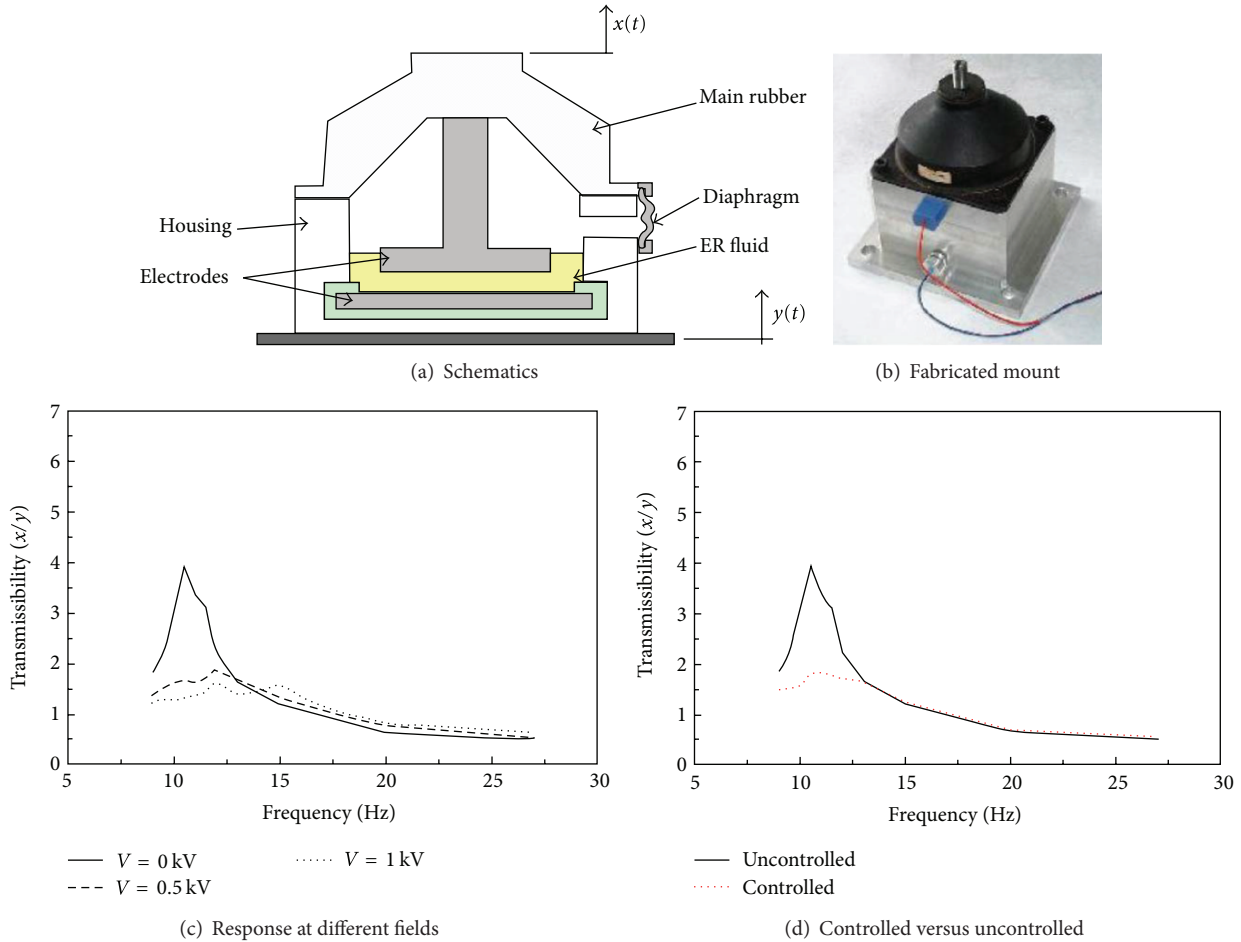 x(t)
Main rubber
Diaphragm
Housing
ER fluid
Electrodes
y(t)
(a) Schematics
(b) Fabricated mount
7
6
5
4
3
2
1
0
5
10
15
20
25
30
Transmissibility (x/y)
Frequency (Hz)
V = 0 kV
V = 1 kV
V = 0.5 kV
(c) Response at different fields
7
6
5
4
3
2
1
0
5
10
15
20
25
30
Transmissibility (x/y)
Frequency (Hz)
Uncontrolled
Controlled
(d) Controlled versus uncontrolled